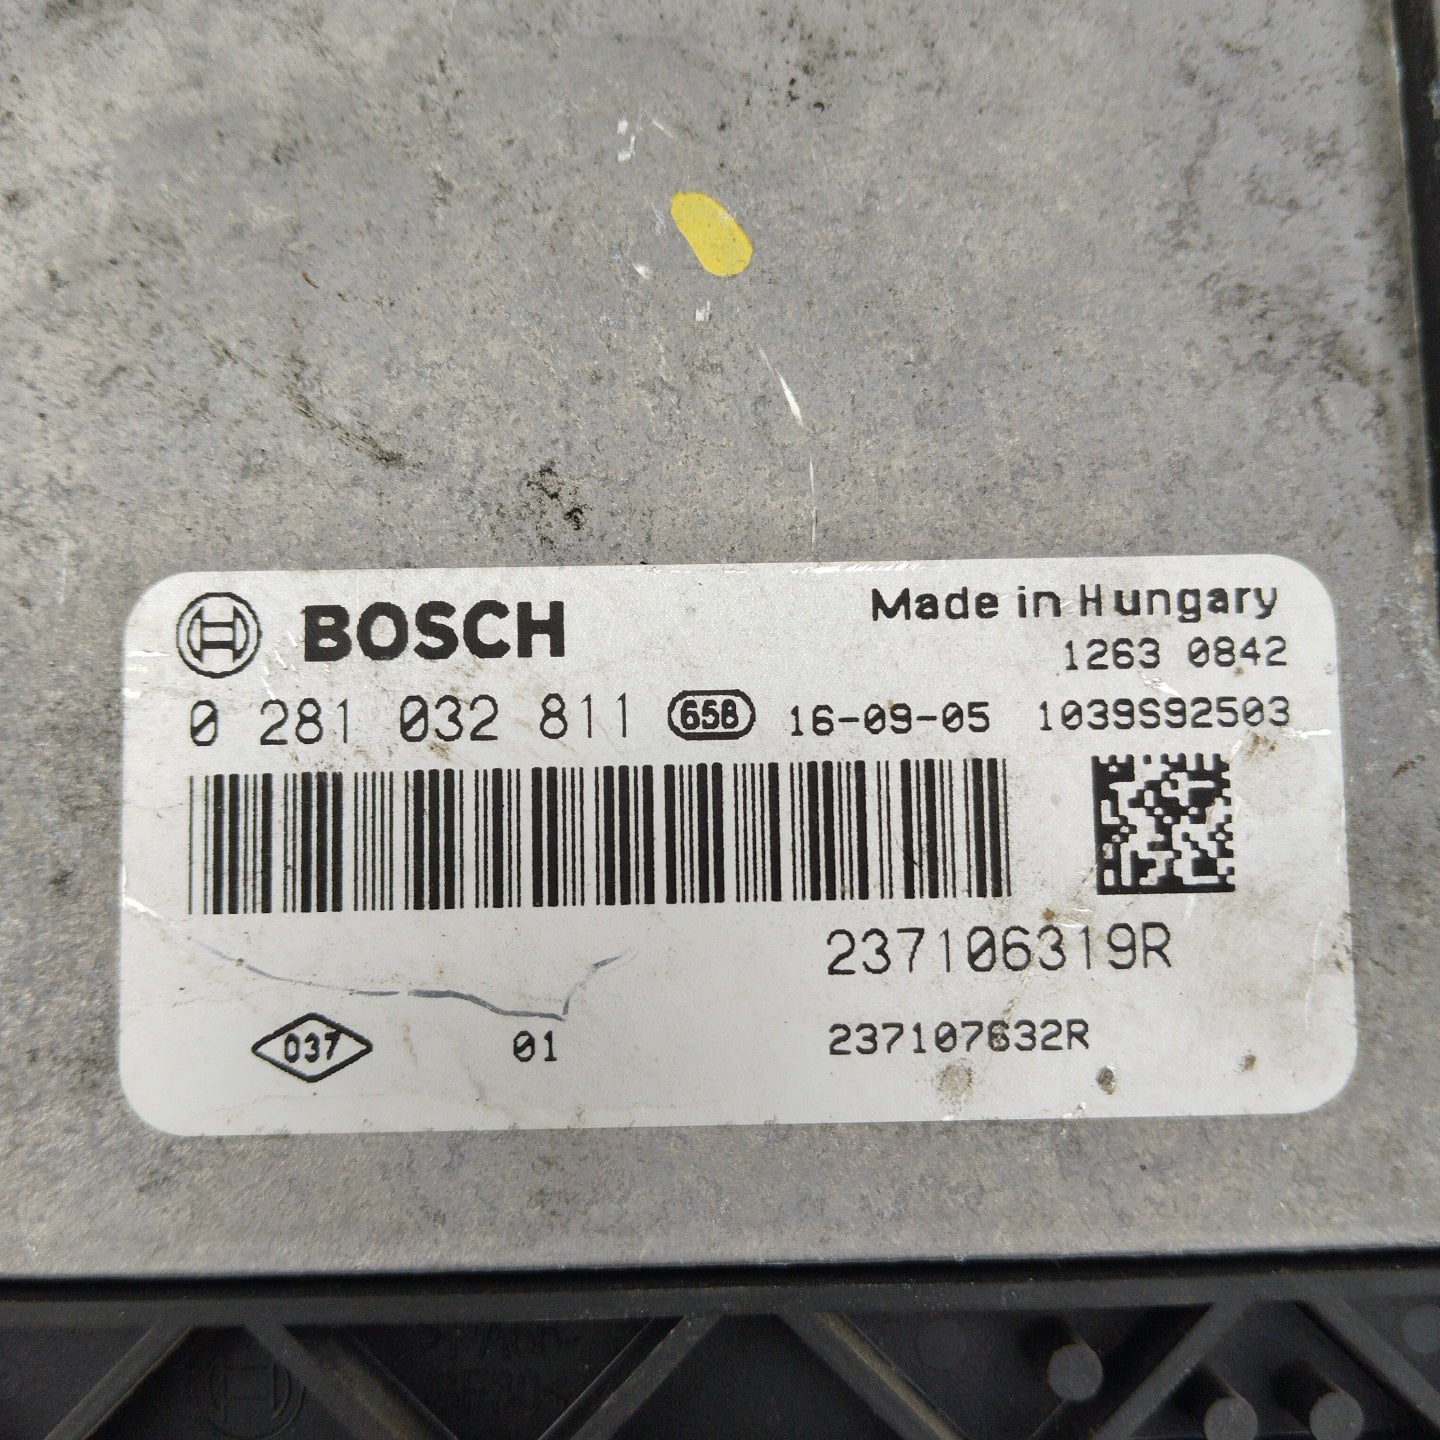 BOSCH
Made in Hungary
1263 0842
0 281 032 811 658 16-09-05 1039S92503
237106319R
037 01 237107632R